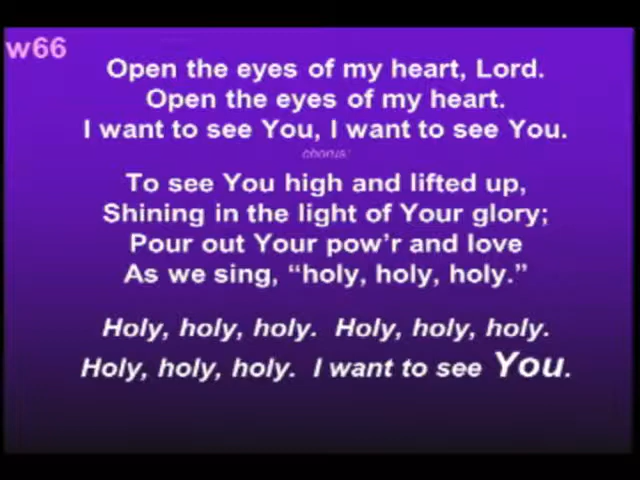 w66
Open the eyes of my heart, Lord.
Open the eyes of my heart.
I want to see You, I want to see You.
chorus:
To see You high and lifted up,
Shining in the light of Your glory;
Pour out Your pow’r and love
As we sing, “holy, holy, holy.”
Holy, holy, holy.  Holy, holy, holy.
Holy, holy, holy.  I want to see You.